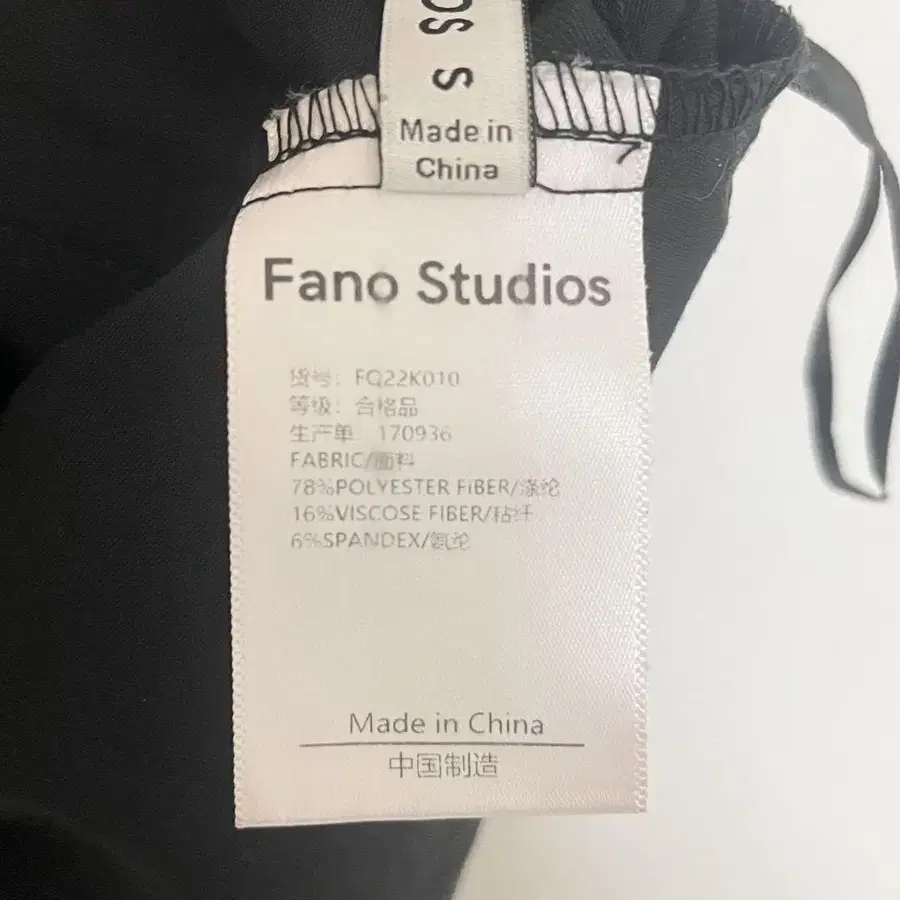 OS
S
Made in
China
7
Fano Studios
货号: FQ22K010
等级: 合格品
生产单: 170936
FABRIC/面料
78%POLYESTER FIBER/涤纶
16%VISCOSE FIBER/粘纤
6%SPANDEX/氨纶
Made in China
中国制造